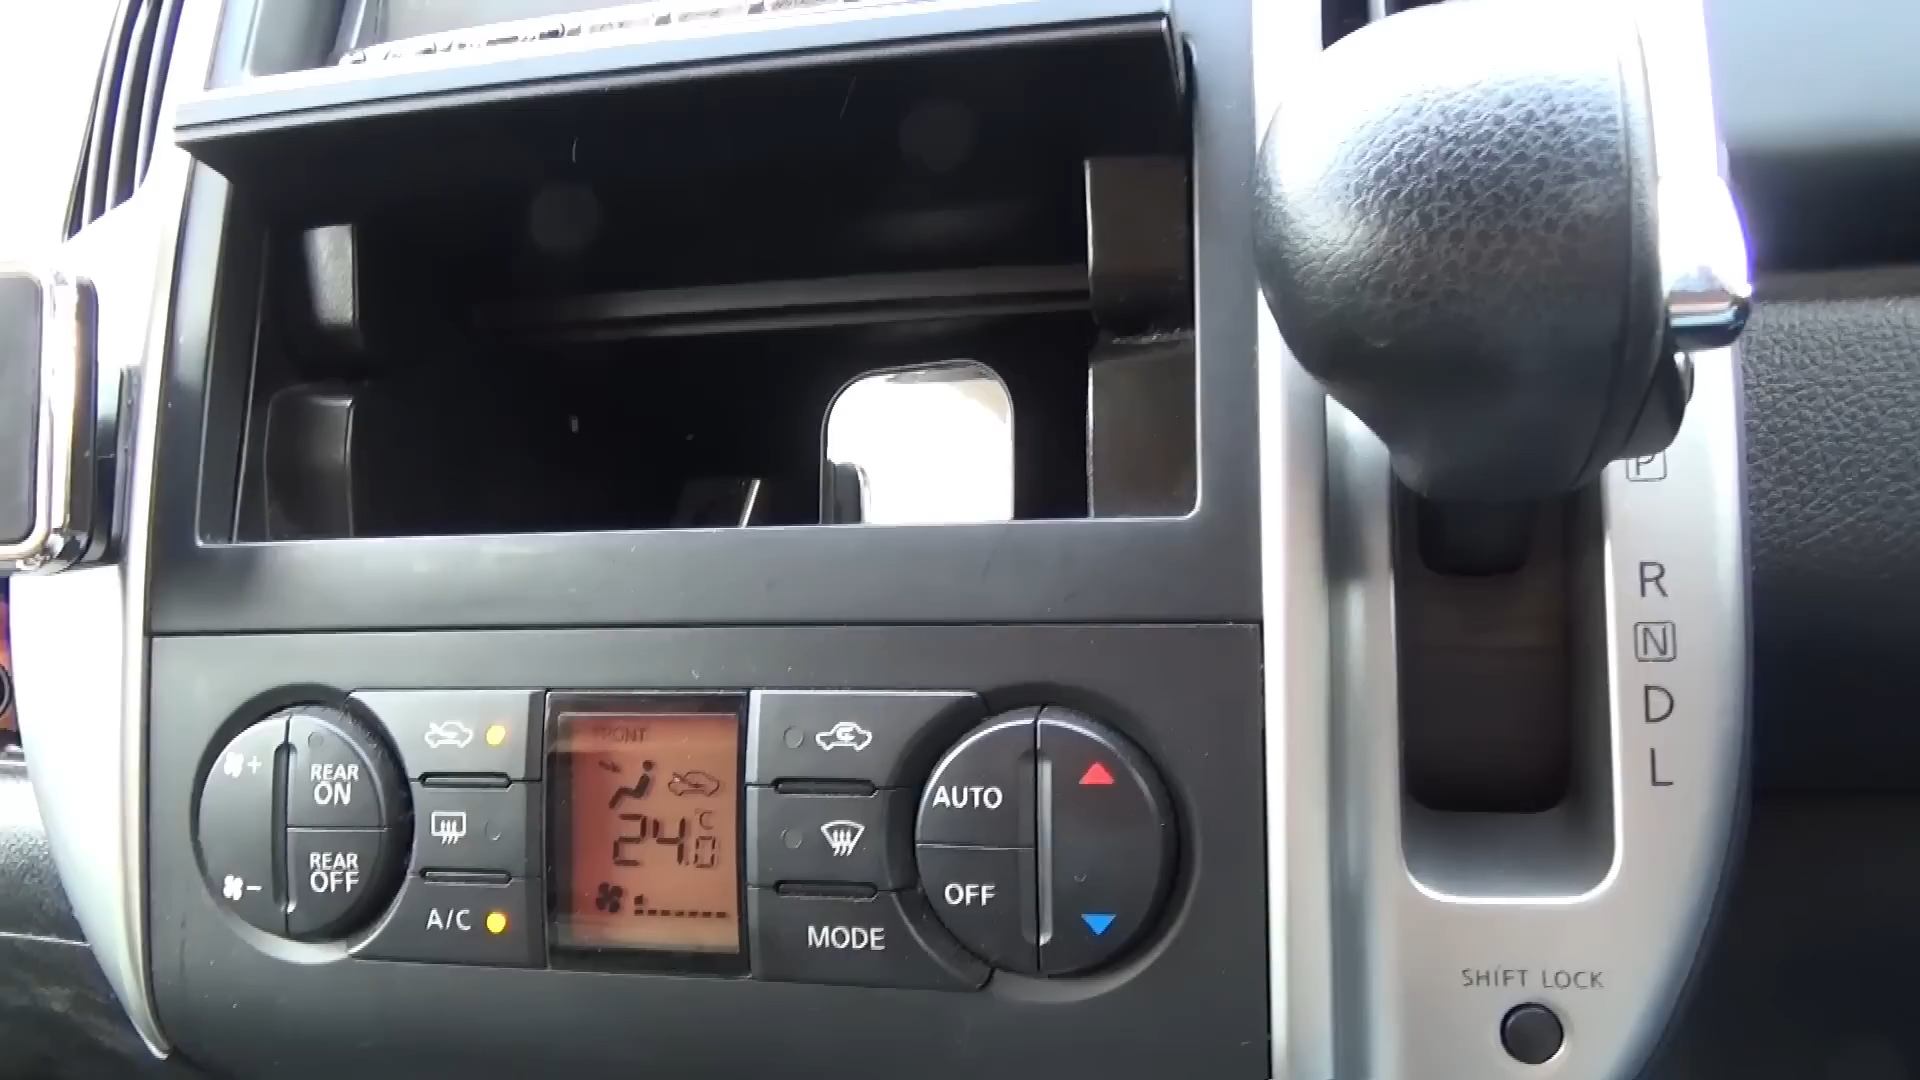 P
R
N
D
L
FRONT
REAR
ON
24.0 °C
AUTO
REAR
OFF
OFF
A/C
MODE
SHIFT LOCK
+
-